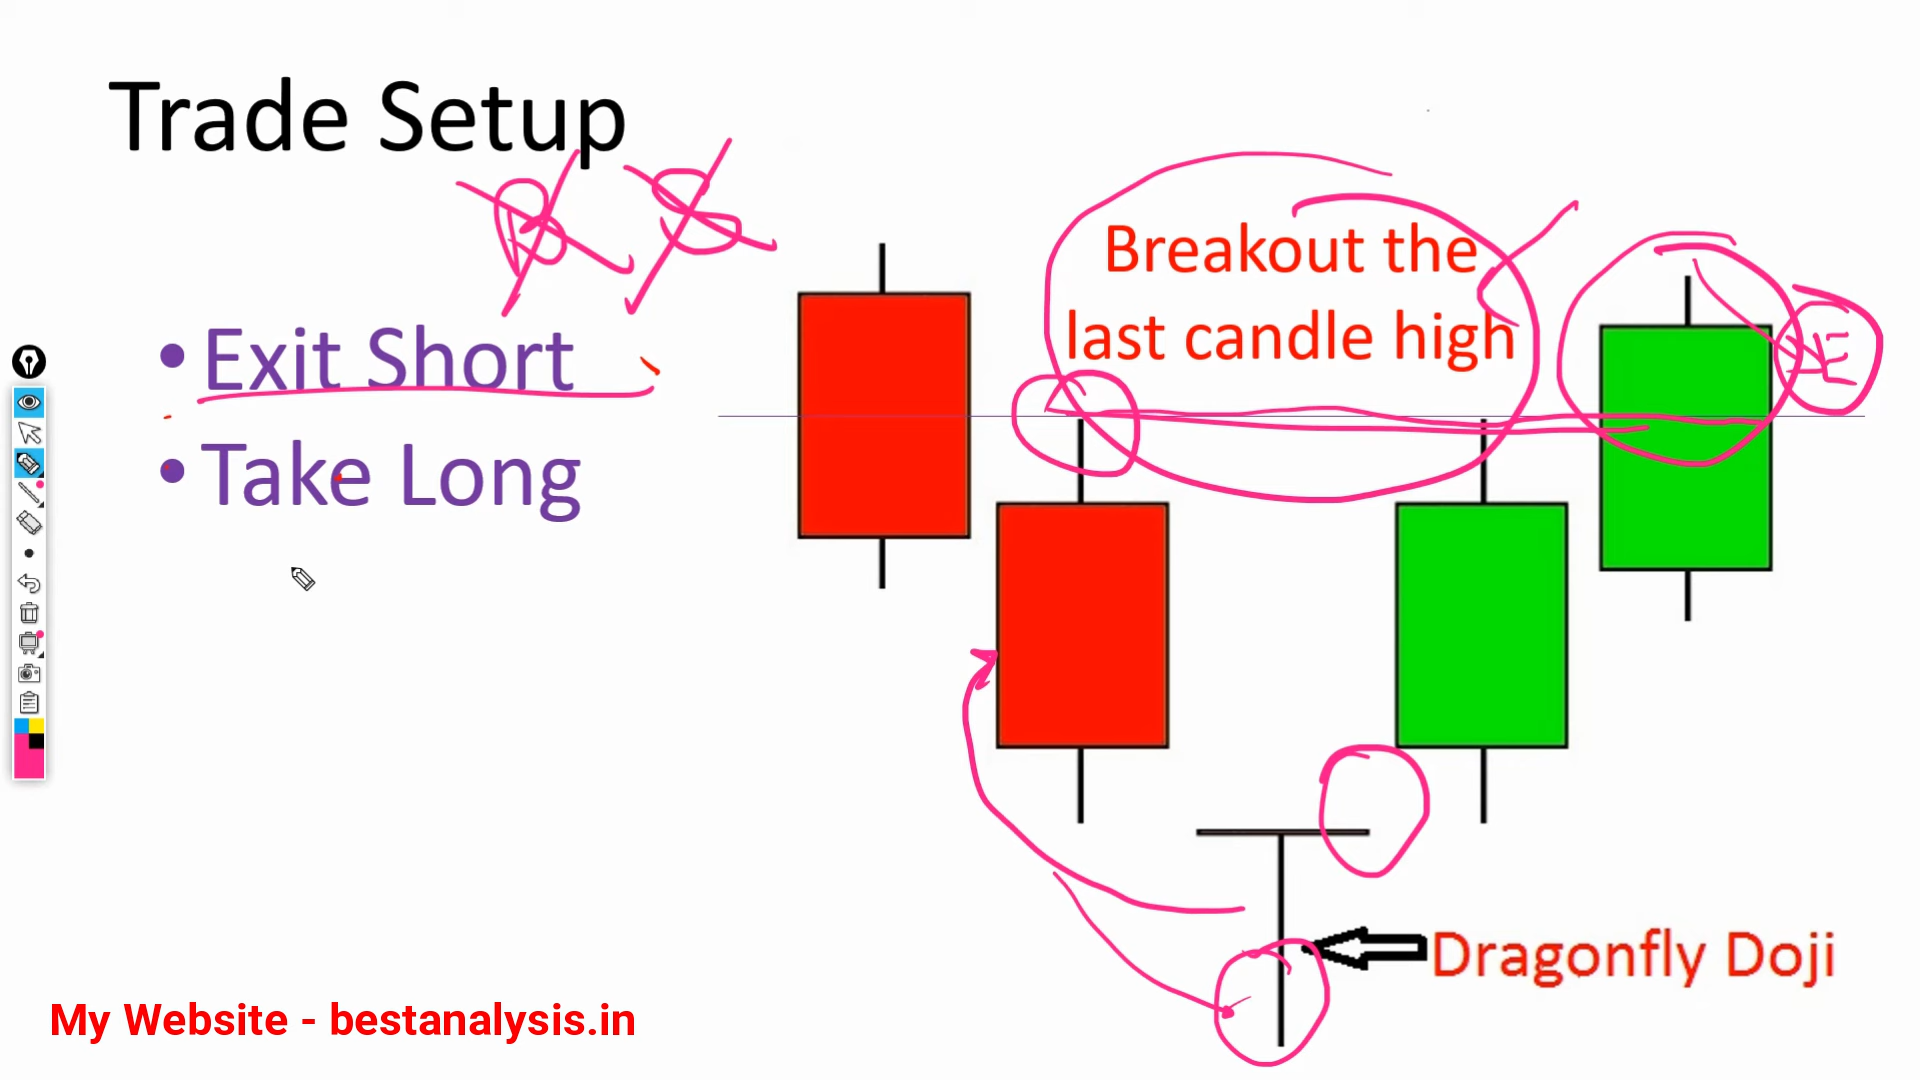 Trade Setup
• Exit Short
• Take Long
Breakout the
last candle high
E
Dragonfly Doji
My Website - bestanalysis.in